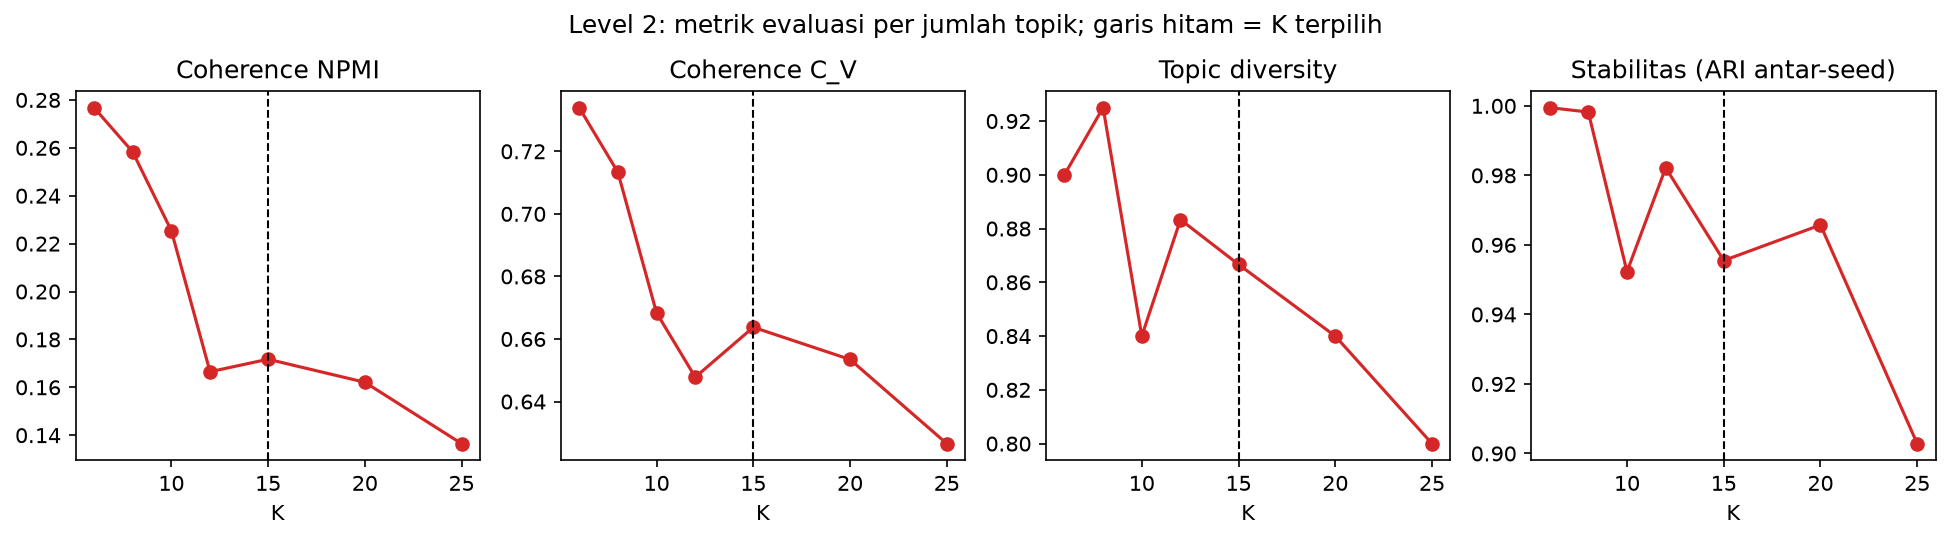 Level 2: metrik evaluasi per jumlah topik; garis hitam = K terpilih
Coherence NPMI
0.28
0.26
0.24
0.22
0.20
0.18
0.16
0.14
10 15 20 25
K
Coherence C_V
0.72
0.70
0.68
0.66
0.64
10 15 20 25
K
Topic diversity
0.92
0.90
0.88
0.86
0.84
0.82
0.80
10 15 20 25
K
Stabilitas (ARI antar-seed)
1.00
0.98
0.96
0.94
0.92
0.90
10 15 20 25
K